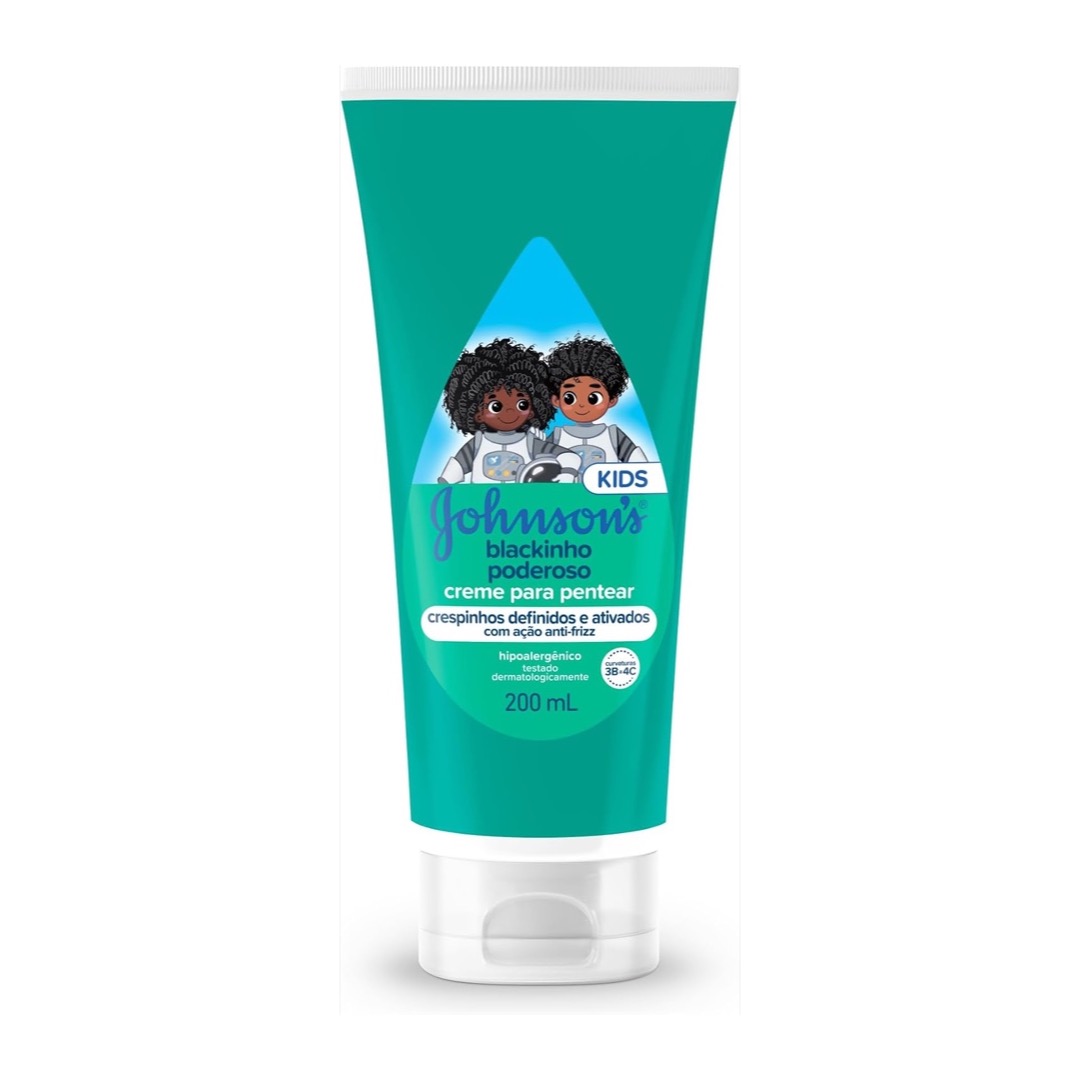 KIDS
Johnson's®
blackinho
poderoso
creme para pentear
crespinhos definidos e ativados
com ação anti-frizz
hipoalergênico
testado
dermatologicamente
curvaturas
3B a 4C
200 mL